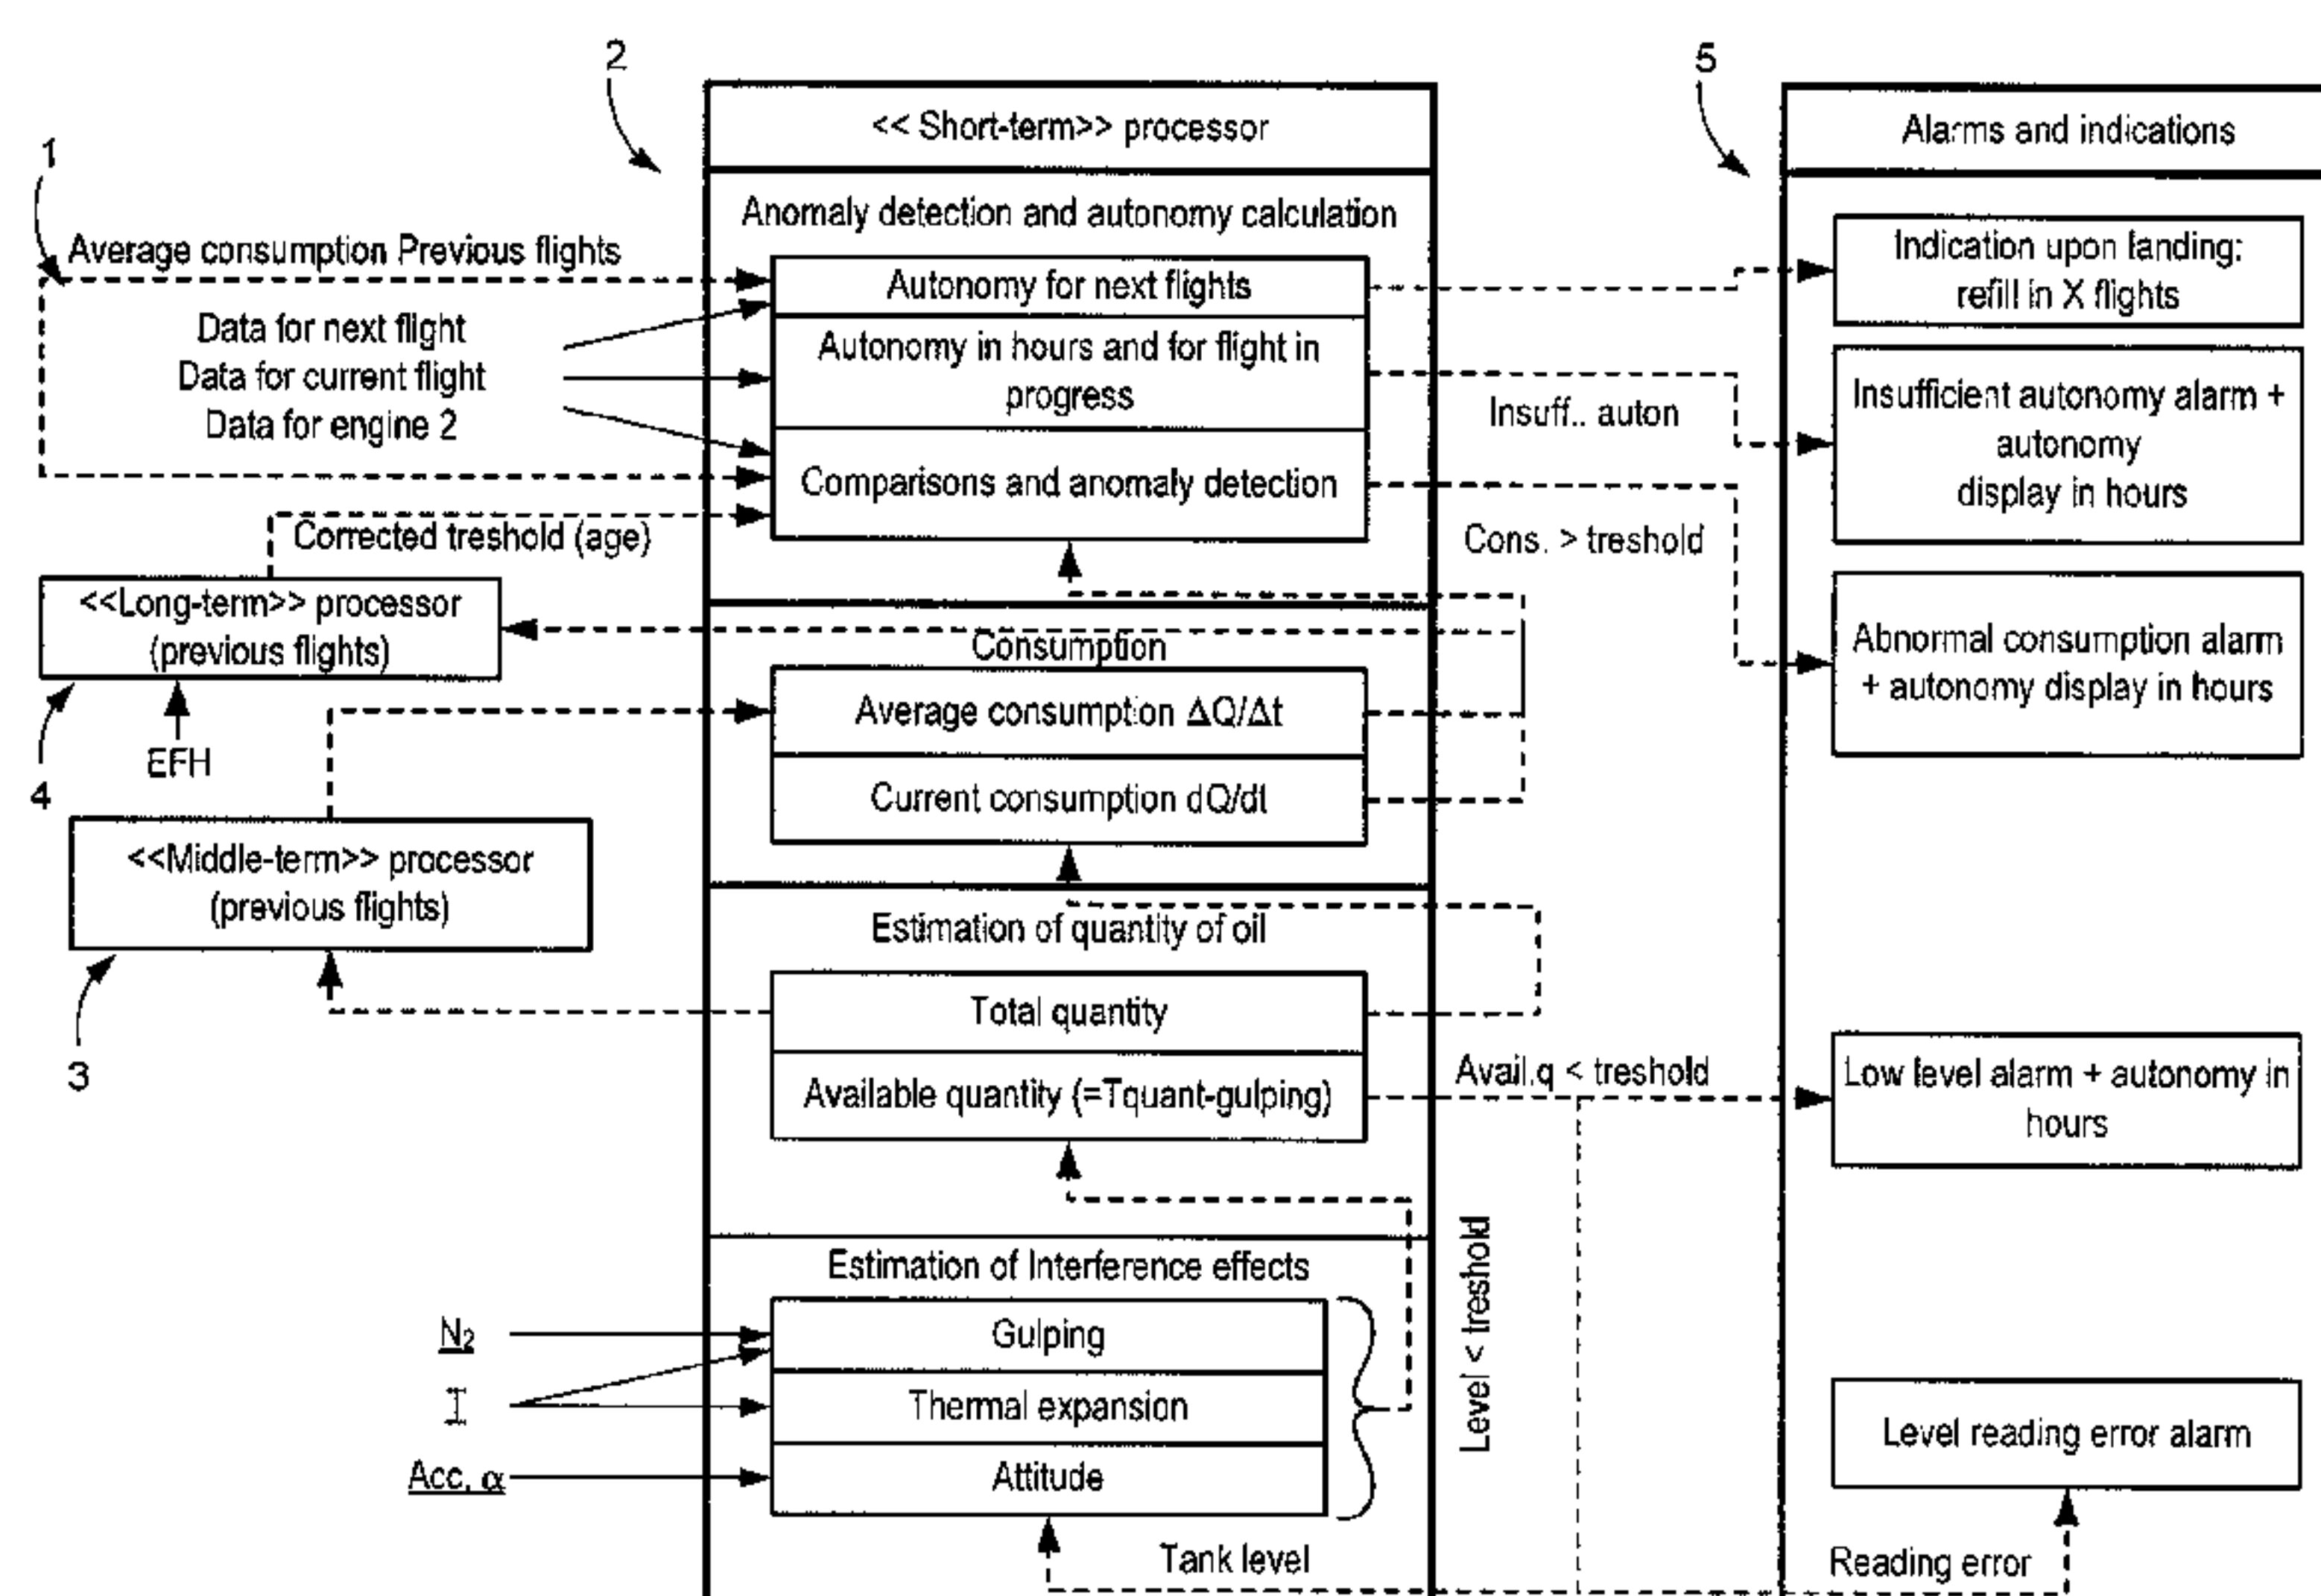 2
5
<< Short-term>> processor
Alarms and indications
1
Anomaly detection and autonomy calculation
Average consumption Previous flights
Data for next flight
Data for current flight
Data for engine 2
Autonomy for next flights
Autonomy in hours and for flight in
progress
Comparisons and anomaly detection
Insuff.. auton
Cons. > treshold
Indication upon landing:
refill in X flights
Insufficient autonomy alarm +
autonomy
display in hours
Abnormal consumption alarm
+ autonomy display in hours
Corrected treshold (age)
<<Long-term>> processor
(previous flights)
EFH
4
Consumption
Average consumption ΔQ/Δt
Current consumption dQ/dt
<<Middle-term>> processor
(previous flights)
3
Estimation of quantity of oil
Total quantity
Available quantity (=Tquant-gulping)
Avail.q < treshold
Low level alarm + autonomy in
hours
Level < treshold
Estimation of Interference effects
N₂
T
Acc, α
Gulping
Thermal expansion
Attitude
Level reading error alarm
Tank level
Reading error